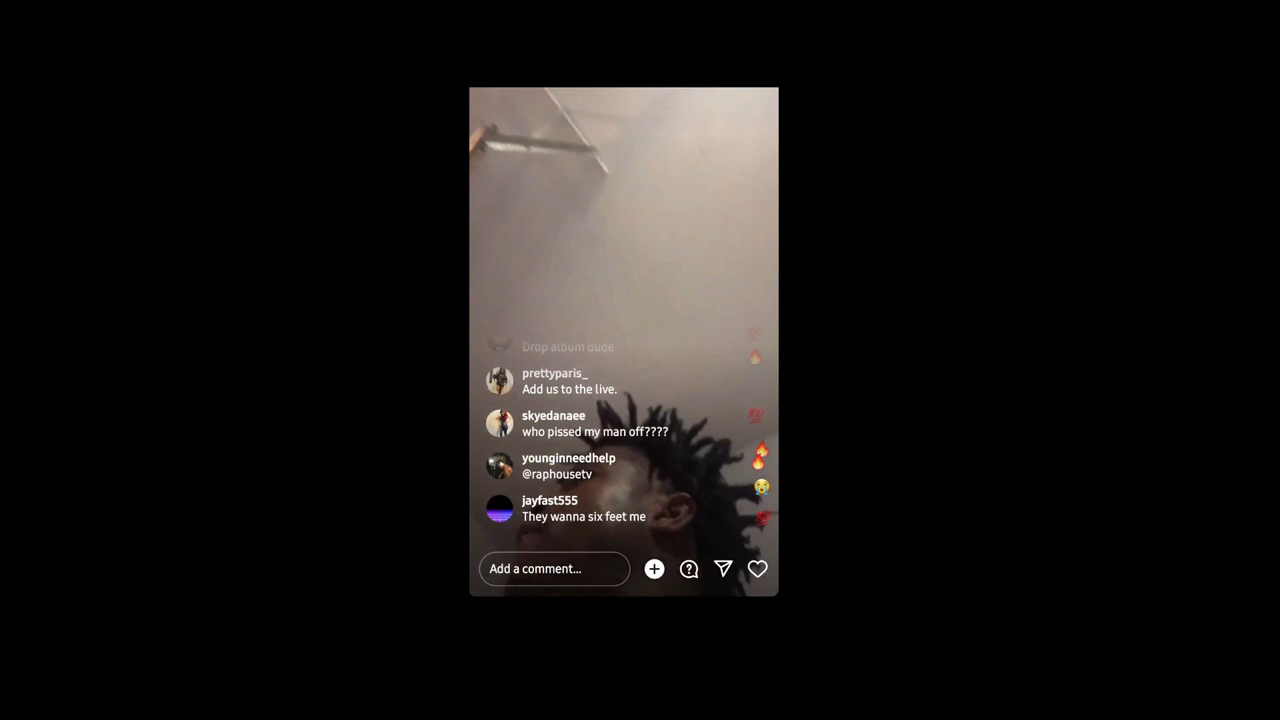 Drop album dude
prettyparis_
Add us to the live.
skyedanaee
who pissed my man off????
younginneedhelp
@raphousetv
jayfast555
They wanna six feet me
Add a comment...